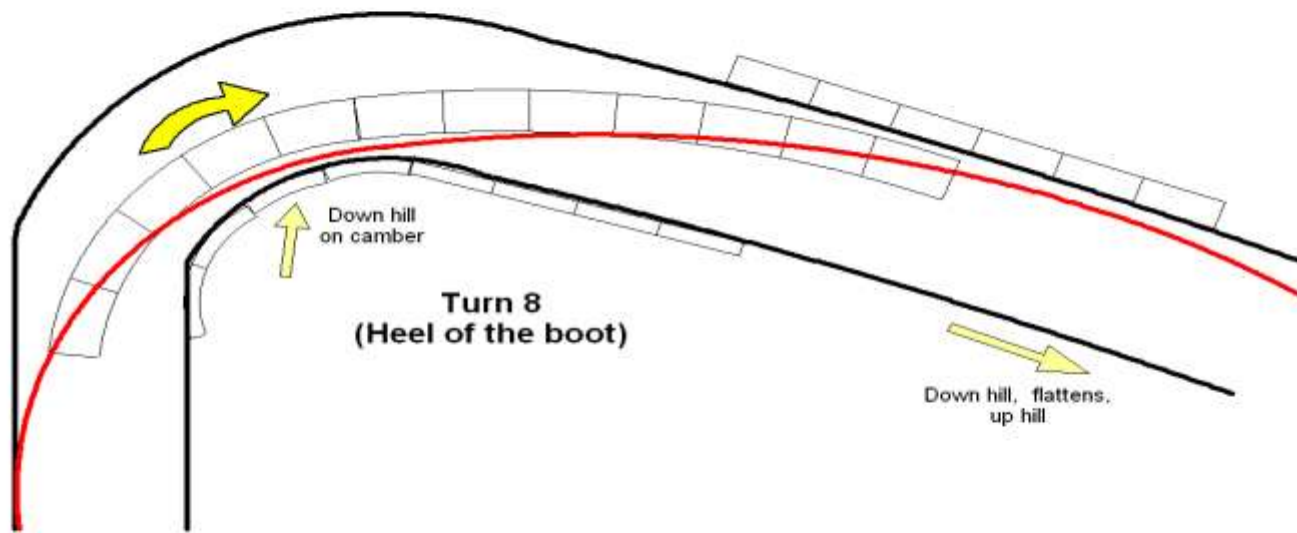 Down hill
on camber
Turn 8
(Heel of the boot)
Down hill, flattens,
up hill